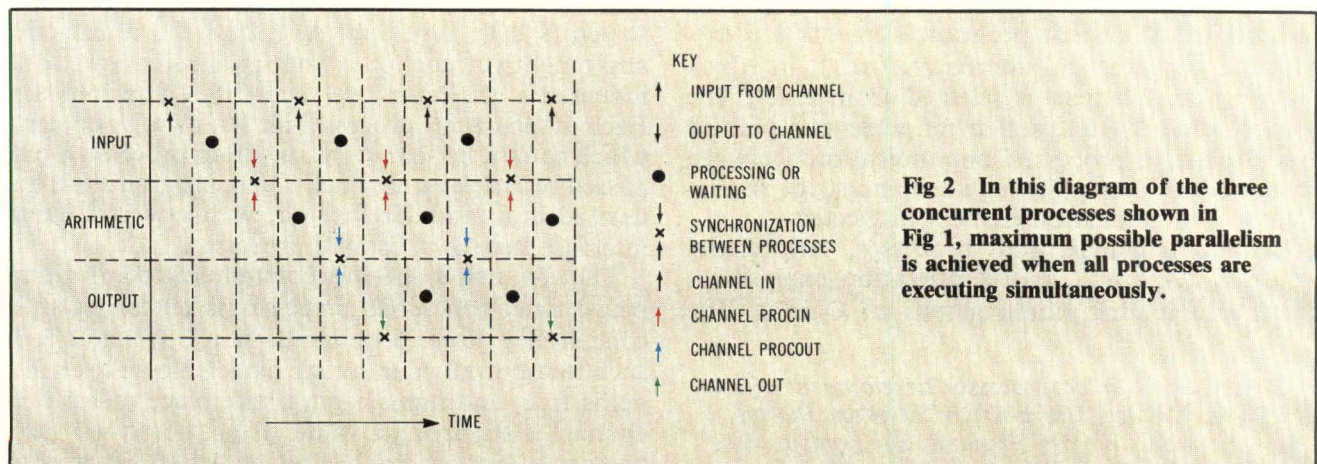 INPUT
ARITHMETIC
OUTPUT
TIME
KEY
INPUT FROM CHANNEL
OUTPUT TO CHANNEL
PROCESSING OR
WAITING
SYNCHRONIZATION
BETWEEN PROCESSES
CHANNEL IN
CHANNEL PROCIN
CHANNEL PROCOUT
CHANNEL OUT
Fig 2 In this diagram of the three
concurrent processes shown in
Fig 1, maximum possible parallelism
is achieved when all processes are
executing simultaneously.